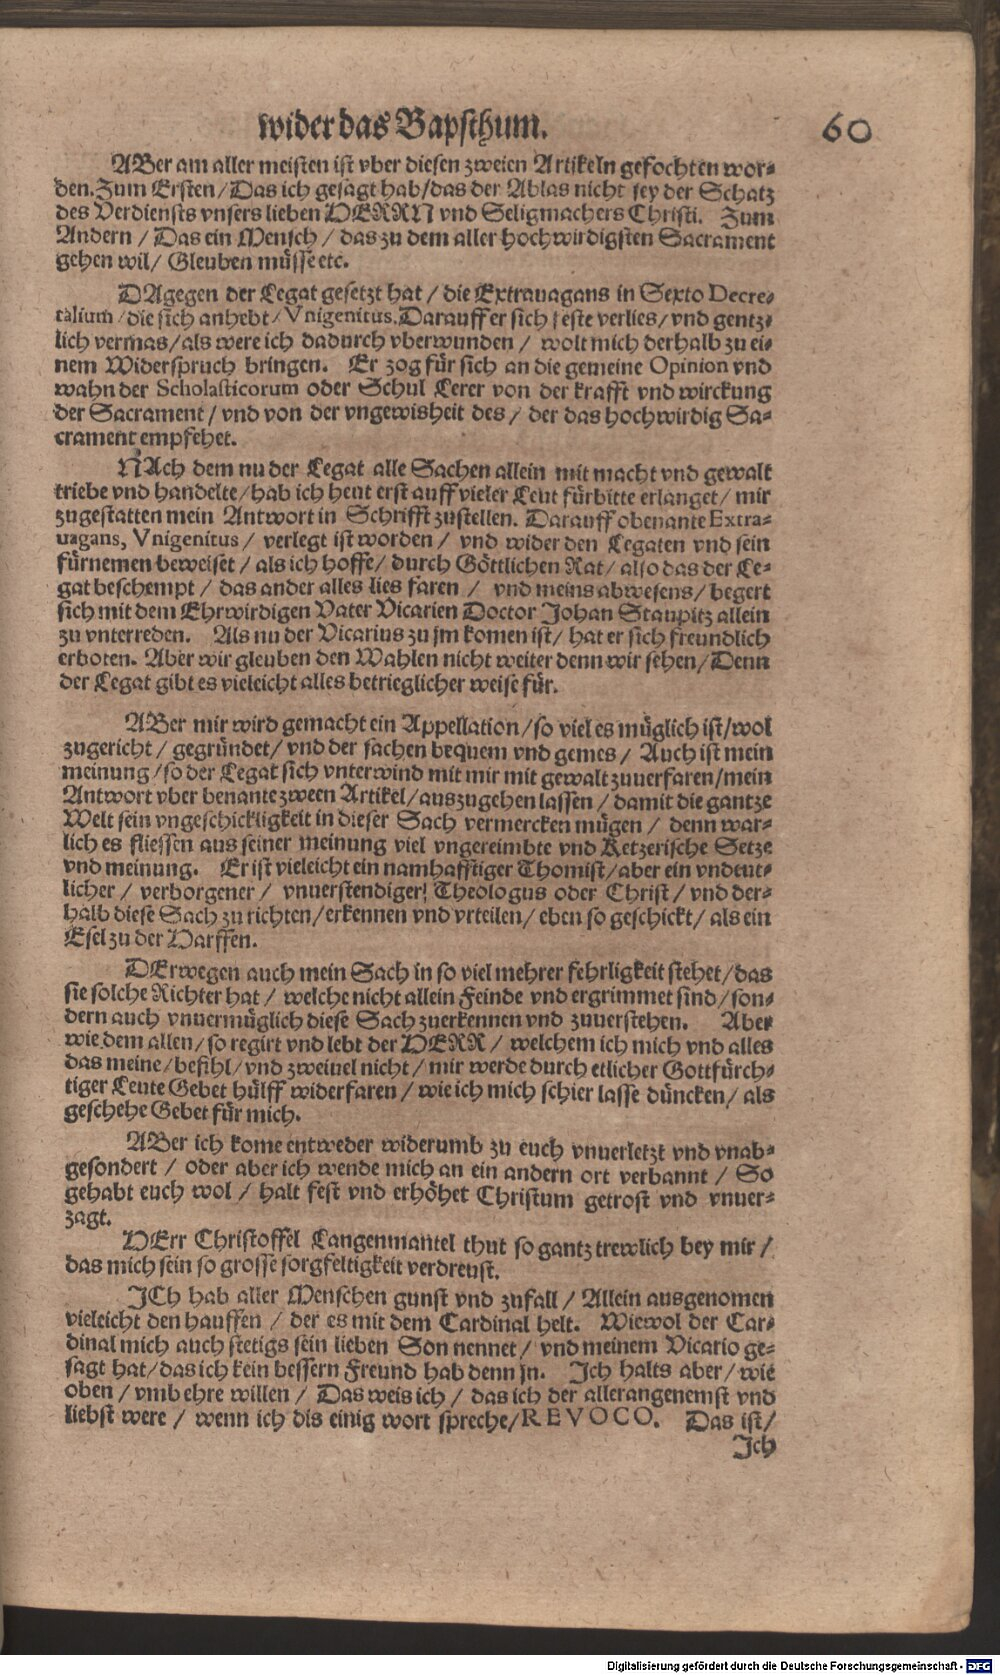 wider das Bapsthum. 60
ABer am aller meisten ist vber diesen zweien Artikeln gefochten wor-
den. Zum Ersten / Das ich gesagt hab / das der Ablas nicht sey der Schatz
des Verdiensts vnsers lieben HERRN vnd Seligmachers Christi. Zum
Andern / Das ein Mensch / das zu dem aller hochwirdigsten Sacrament
gehen wil / Gleuben müsse etc.
DAgegen der Legat gesetzt hat / die Extrauagans in Sexto Decre-
talium / die sich anhebt / Vnigenitus. Darauff er sich feste verlies / vnd gentz-
lich vermas / als were ich dadurch vberwunden / wolt mich derhalb zu ei-
nem Widerspruch bringen. Er zog für sich an die gemeine Opinion vnd
wahn der Scholasticorum oder Schul Lerer von der krafft vnd wirckung
der Sacrament / vnd von der vngewisheit des / der das hochwirdig Sa-
crament empfehet.
NAch dem nu der Legat alle Sachen allein mit macht vnd gewalt
triebe vnd handelte / hab ich heut erst auff vieler Leut fürbitte erlanget / mir
zugestatten mein Antwort in Schrifft zustellen. Darauff obenante Extra-
uagans, Vnigenitus / verlegt ist worden / vnd wider den Legaten vnd sein
fürnemen beweiset / als ich hoffe / durch Göttlichen Rat / also das der Le-
gat beschempt / das ander alles lies faren / vnd meins abwesens / begert
sich mit dem Ehrwirdigen Vater Vicarien Doctor Johan Staupitz allein
zu vnterreden. Als nu der Vicarius zu jm komen ist / hat er sich freundlich
erboten. Aber wir gleuben den Wahlen nicht weiter denn wir sehen / Denn
der Legat gibt es vieleicht alles betrieglicher weise für.
ABer mir wird gemacht ein Appellation / so viel es müglich ist / wol
zugericht / gegründet / vnd der sachen bequem vnd gemes / Auch ist mein
meinung / so der Legat sich vnterwind mit mir mit gewalt zuuerfaren / mein
Antwort vber benante zween Artikel / auszugehen lassen / damit die gantze
Welt sein vngeschickligkeit in dieser Sach vermercken mügen / denn war-
lich es fliessen aus seiner meinung viel vngereimbte vnd Ketzerische Setze
vnd meinung. Er ist vieleicht ein namhafftiger Thomist / aber ein vndeut-
licher / verborgener / vnuerstendiger Theologus oder Christ / vnd der-
halb diese Sach zu richten / erkennen vnd vrteilen / eben so geschickt / als ein
Esel zu der Harffen.
DErwegen auch mein Sach in so viel mehrer fehrligkeit stehet / das
sie solche Richter hat / welche nicht allein Feinde vnd ergrimmet sind / son-
dern auch vnuermüglich diese Sach zuerkennen vnd zuuerstehen. Aber
wie dem allen / so regirt vnd lebt der HERR / welchem ich mich vnd alles
das meine / befihl / vnd zweiuel nicht / mir werde durch etlicher Gottfürch-
tiger Leute Gebet hülff widerfaren / wie ich mich schier lasse düncken / als
geschehe Gebet für mich.
ABer ich kome entweder widerumb zu euch vnuerletzt vnd vnab-
gesondert / oder aber ich wende mich an ein andern ort verbannt / So
gehabt euch wol / halt fest vnd erhöhet Christum getrost vnd vnuer-
zagt.
HErr Christoffel Langenmantel thut so gantz trewlich bey mir /
das mich sein so grosse sorgfeltigkeit verdreust.
ICh hab aller Menschen gunst vnd zufall / Allein ausgenomen
vieleicht den hauffen / der es mit dem Cardinal helt. Wiewol der Car-
dinal mich auch stetigs sein lieben Son nennet / vnd meinem Vicario ge-
sagt hat / das ich kein bessern Freund hab denn jn. Ich halts aber / wie
oben / vmb ehre willen / Das weis ich / das ich der allerangenemst vnd
liebst were / wenn ich dis einig wort spreche / REVOCO. Das ist /
Ich
Digitalisierung gefördert durch die Deutsche Forschungsgemeinschaft - DFG